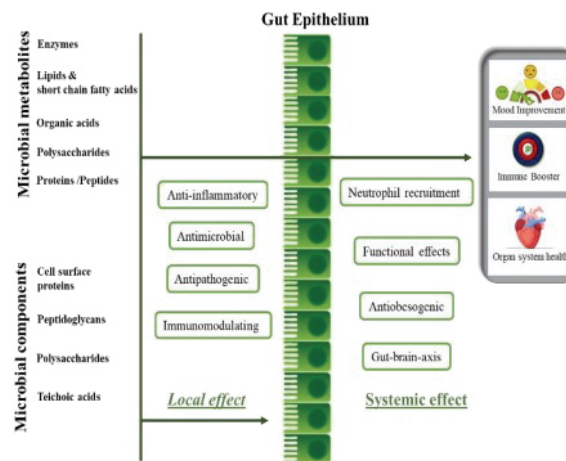 Gut Epithelium
Microbial metabolites
Enzymes
Lipids &
short chain fatty acids
Organic acids
Polysaccharides
Proteins /Peptides
Microbial components
Cell surface
proteins
Peptidoglycans
Polysaccharides
Teichoic acids
Anti-inflammatory
Antimicrobial
Antipathogenic
Immunomodulating
Local effect
Neutrophil recruitment
Functional effects
Antiobesogenic
Gut-brain-axis
Systemic effect
Mood Improvement
Immune Booster
Organ system health